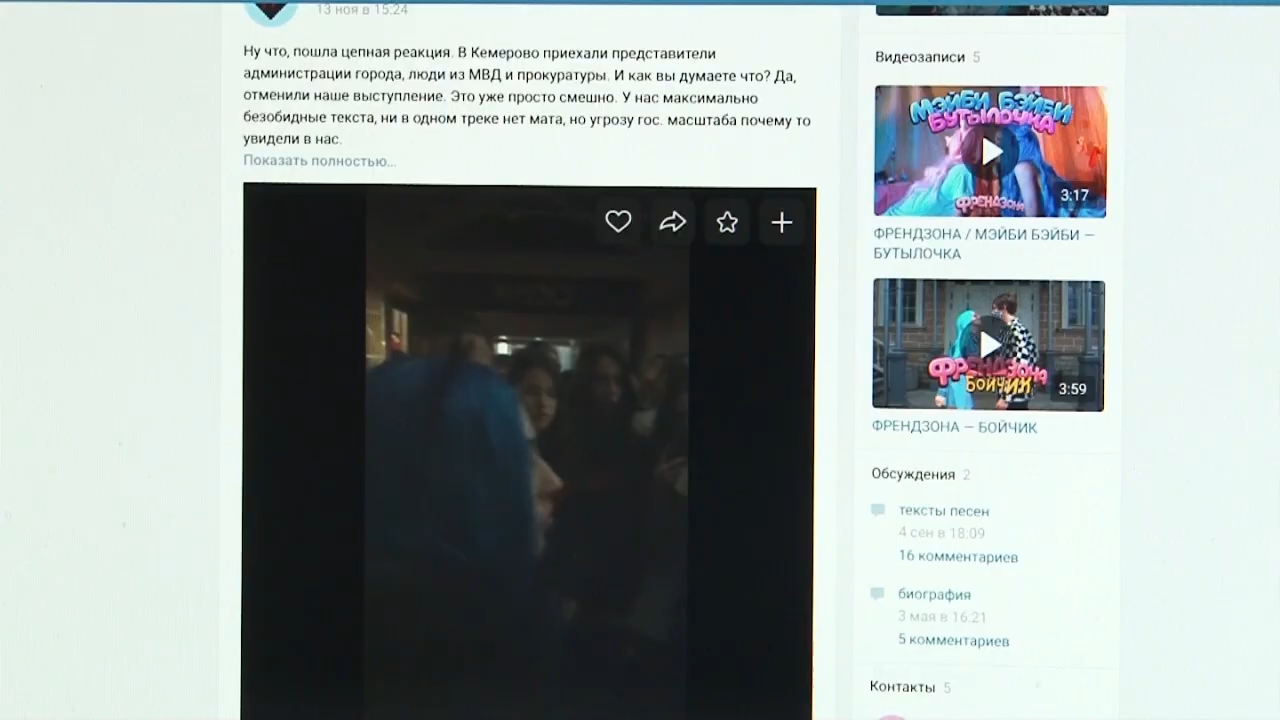 13 ноя в 15:24
Ну что, пошла цепная реакция. В Кемерово приехали представители
администрации города, люди из МВД и прокуратуры. И как вы думаете что? Да,
отменили наше выступление. Это уже просто смешно. У нас максимально
безобидные текста, ни в одном треке нет мата, но угрозу гос. масштаба почему то
увидели в нас.
Показать полностью...
Видеозаписи 5
МЭЙБИ БЭЙБИ
БУТЫЛОЧКА
ФРЕНДЗОНА
3:17
ФРЕНДЗОНА / МЭЙБИ БЭЙБИ —
БУТЫЛОЧКА
ФРЕНДЗОНА
БОЙЧИК
3:59
ФРЕНДЗОНА — БОЙЧИК
Обсуждения 2
тексты песен
4 сен в 18:09
16 комментариев
биография
3 мая в 16:21
5 комментариев
Контакты 5